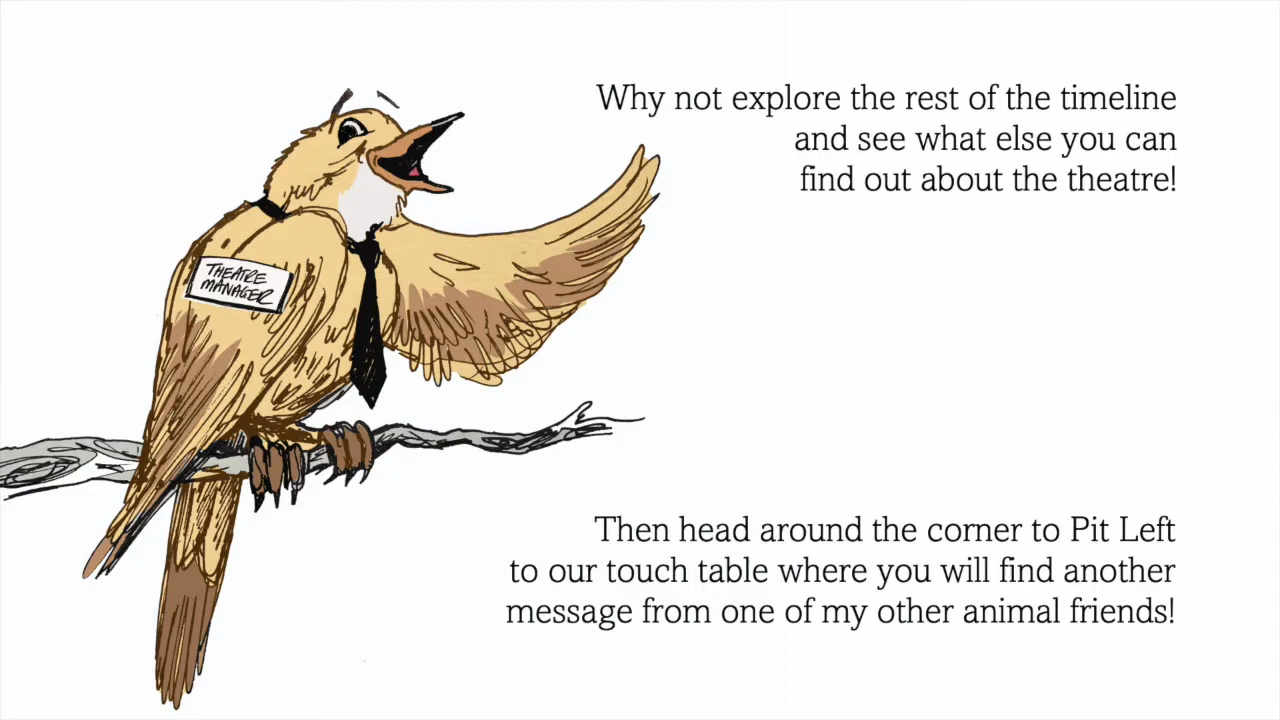 Why not explore the rest of the timeline
and see what else you can
find out about the theatre!
THEATRE
MANAGER
Then head around the corner to Pit Left
to our touch table where you will find another
message from one of my other animal friends!